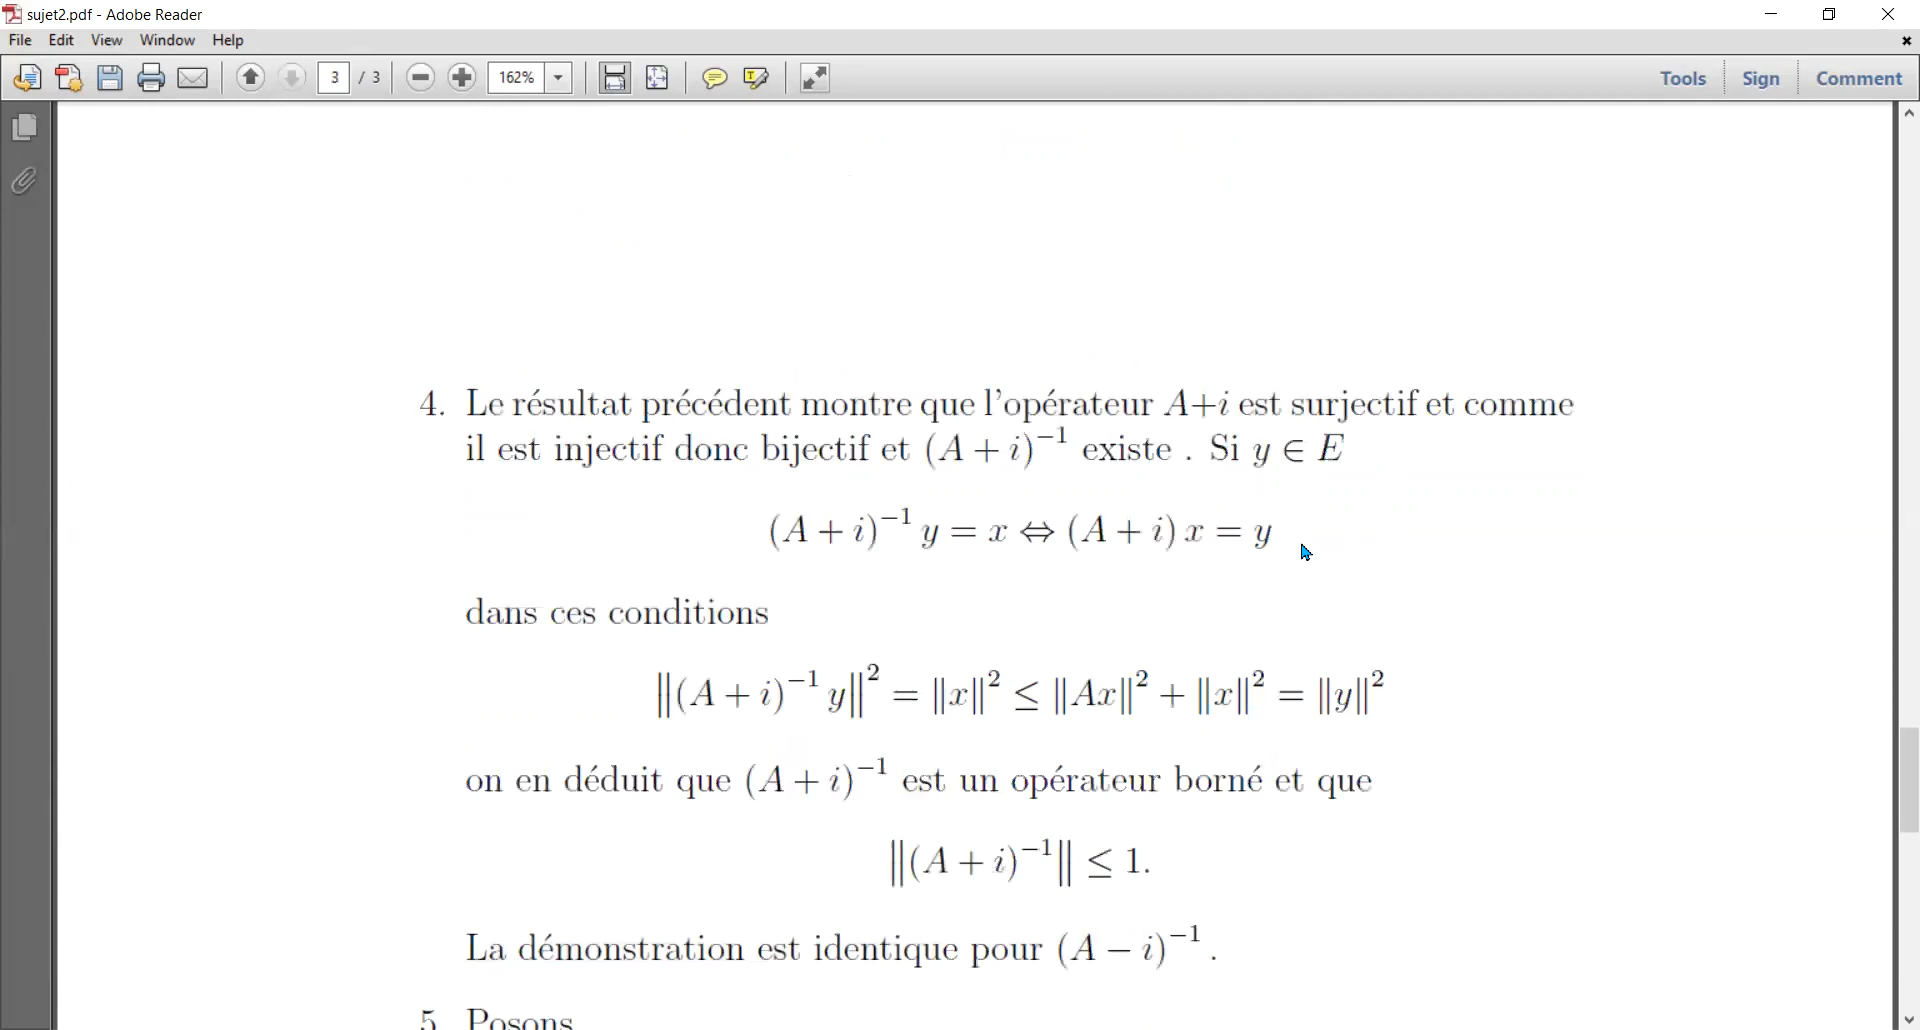 sujet2.pdf - Adobe Reader
File Edit View Window Help
3 / 3 162% Tools Sign Comment
4. Le résultat précédent montre que l'opérateur A+i est surjectif et comme
il est injectif donc bijectif et (A + i)⁻¹ existe . Si y ∈ E
(A + i)⁻¹ y = x ⇔ (A + i) x = y
dans ces conditions
‖(A + i)⁻¹ y‖² = ‖x‖² ≤ ‖Ax‖² + ‖x‖² = ‖y‖²
on en déduit que (A + i)⁻¹ est un opérateur borné et que
‖(A + i)⁻¹‖ ≤ 1.
La démonstration est identique pour (A − i)⁻¹ .
5 Posons